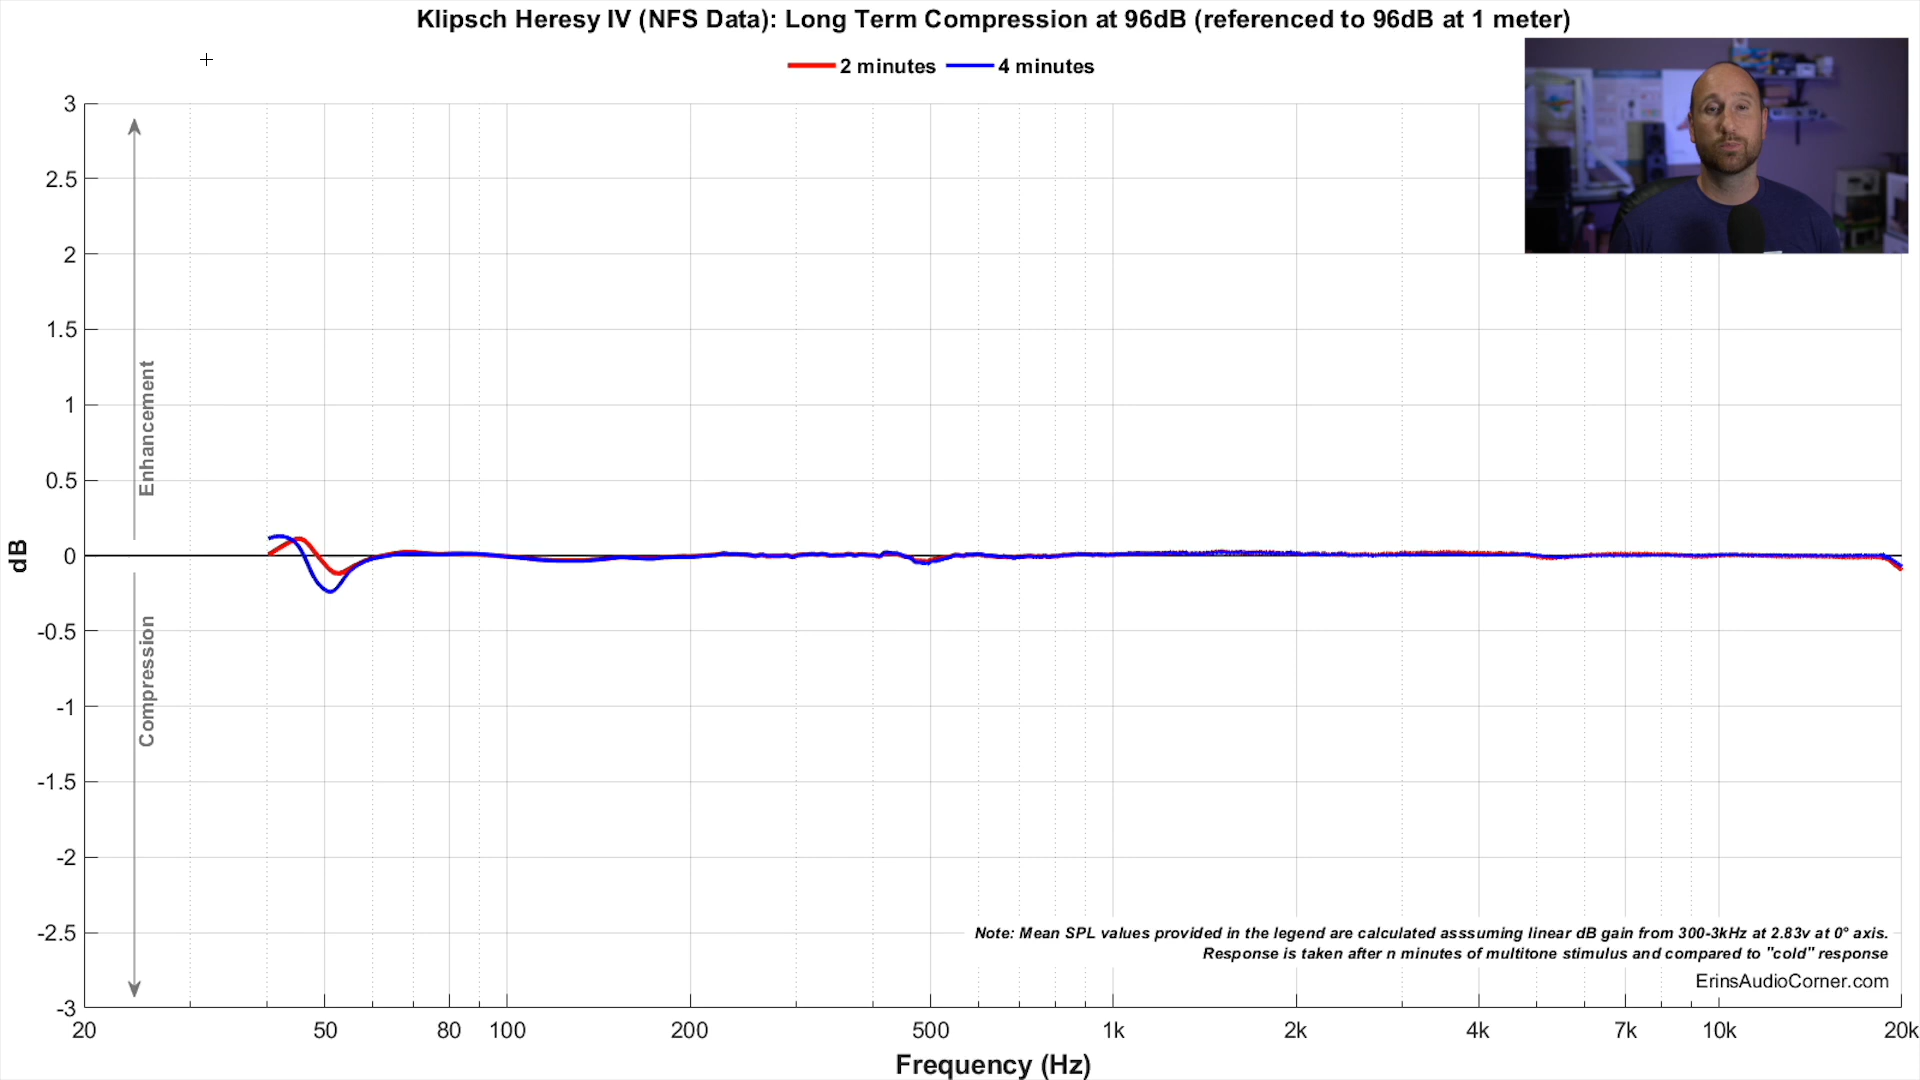 Klipsch Heresy IV (NFS Data): Long Term Compression at 96dB (referenced to 96dB at 1 meter)
2 minutes
4 minutes
3
2.5
2
1.5
1
0.5
0
-0.5
-1
-1.5
-2
-2.5
-3
dB
Enhancement
Compression
Note: Mean SPL values provided in the legend are calculated asssuming linear dB gain from 300-3kHz at 2.83v at 0° axis.
Response is taken after n minutes of multitone stimulus and compared to "cold" response
ErinsAudioCorner.com
20
50
80
100
200
500
1k
2k
4k
7k
10k
20k
Frequency (Hz)